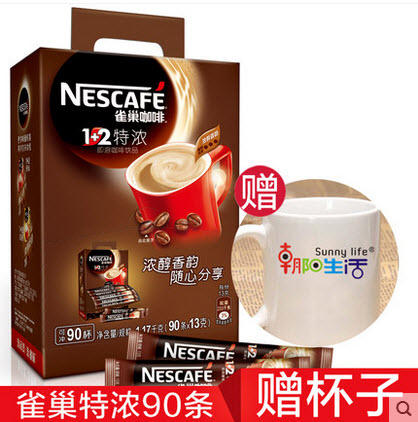 NESCAFÉ
雀巢咖啡
1+2特浓
即溶咖啡饮品
赠
Sunny life®
朝阳生活
浓醇香韵
随心分享
可冲90杯
净含量/规格 1.17千克(90条×13克)
NESCAFÉ
1+2
NESCAFÉ
雀巢特浓90条
赠杯子